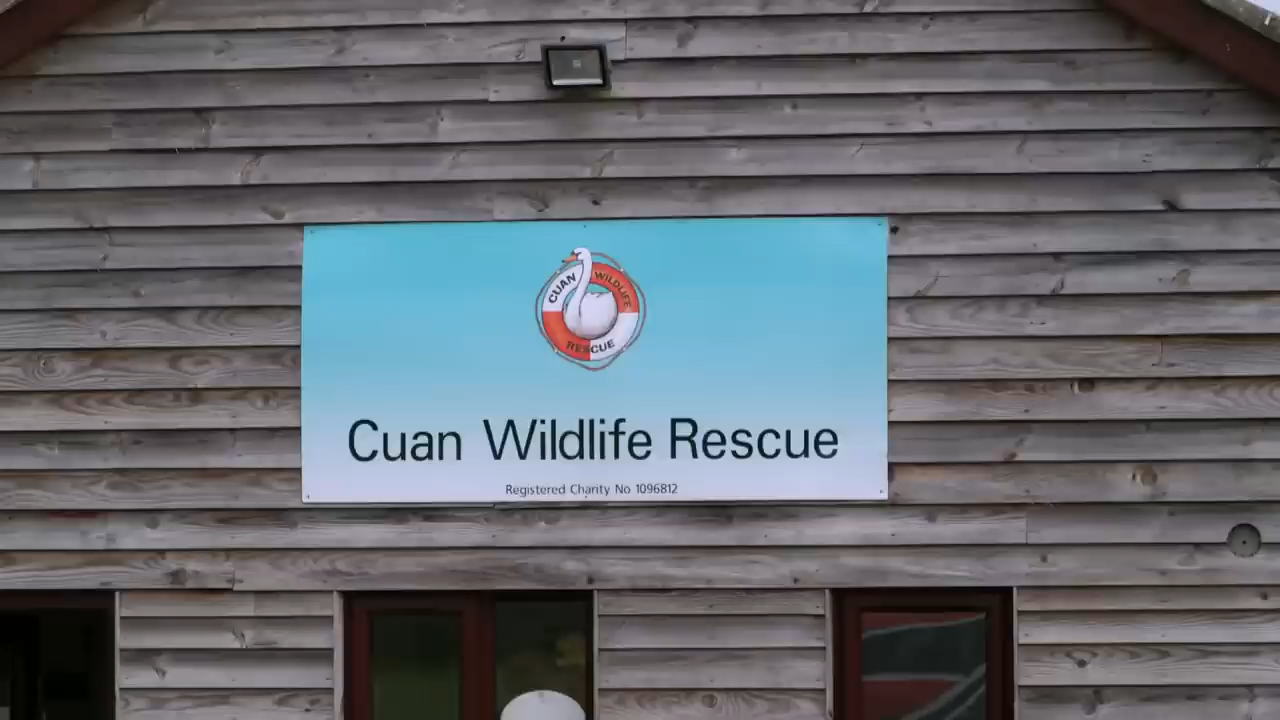 CUAN WILDLIFE
RESCUE
Cuan Wildlife Rescue
Registered Charity No 1096812